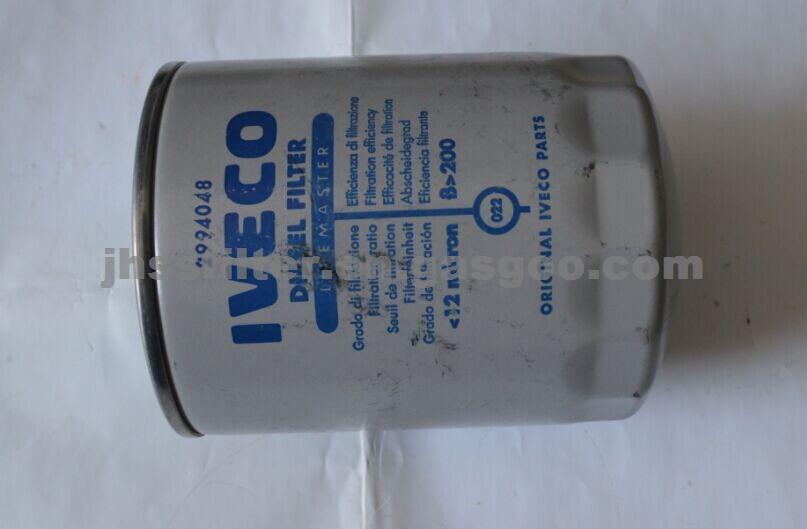 2994048
IVECO
DIESEL FILTER
LIFEMASTER
Grado di filtrazione
Filtration ratio
Seuil de filtration
Filterfeinheit
Grado de filtración
<12 micron
Efficienza di filtrazione
Filtration efficiency
Efficacité de filtration
Abscheidegrad
Eficiencia filtrante
B>200
022
ORIGINAL IVECO PARTS